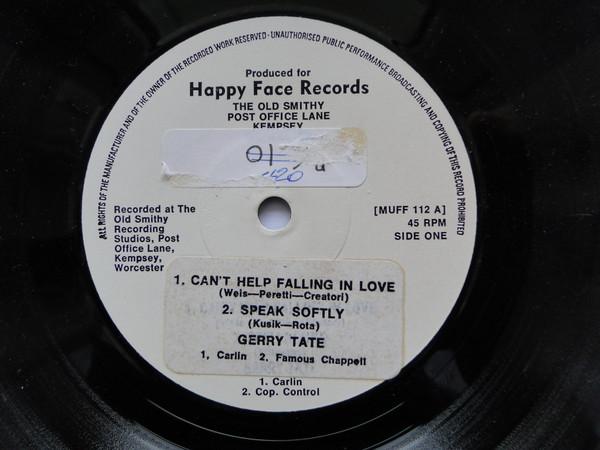 ALL RIGHTS OF THE MANUFACTURER AND OF THE OWNER OF THE RECORDED WORK RESERVED · UNAUTHORISED PUBLIC PERFORMANCE BROADCASTING AND COPYING OF THIS RECORD PROHIBITED
Produced for
Happy Face Records
THE OLD SMITHY
POST OFFICE LANE
KEMPSEY
Recorded at The
Old Smithy
Recording
Studios, Post
Office Lane,
Kempsey,
Worcester
[MUFF 112 A]
45 RPM
SIDE ONE
1. CAN'T HELP FALLING IN LOVE
(Weis—Peretti—Creatori)
2. SPEAK SOFTLY
(Kusik—Rota)
GERRY TATE
1, Carlin 2. Famous Chappell
1. Carlin
2. Cop. Control